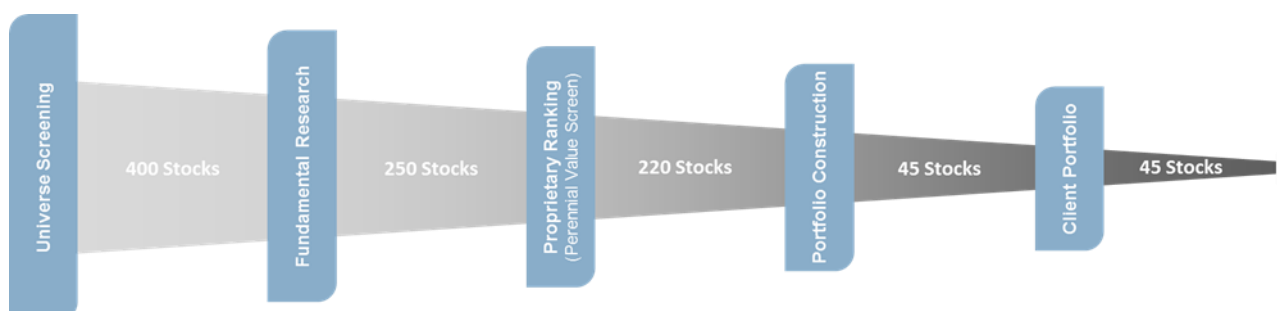 Universe Screening
400 Stocks
Fundamental Research
250 Stocks
Proprietary Ranking
(Perennial Value Screen)
220 Stocks
Portfolio Construction
45 Stocks
Client Portfolio
45 Stocks